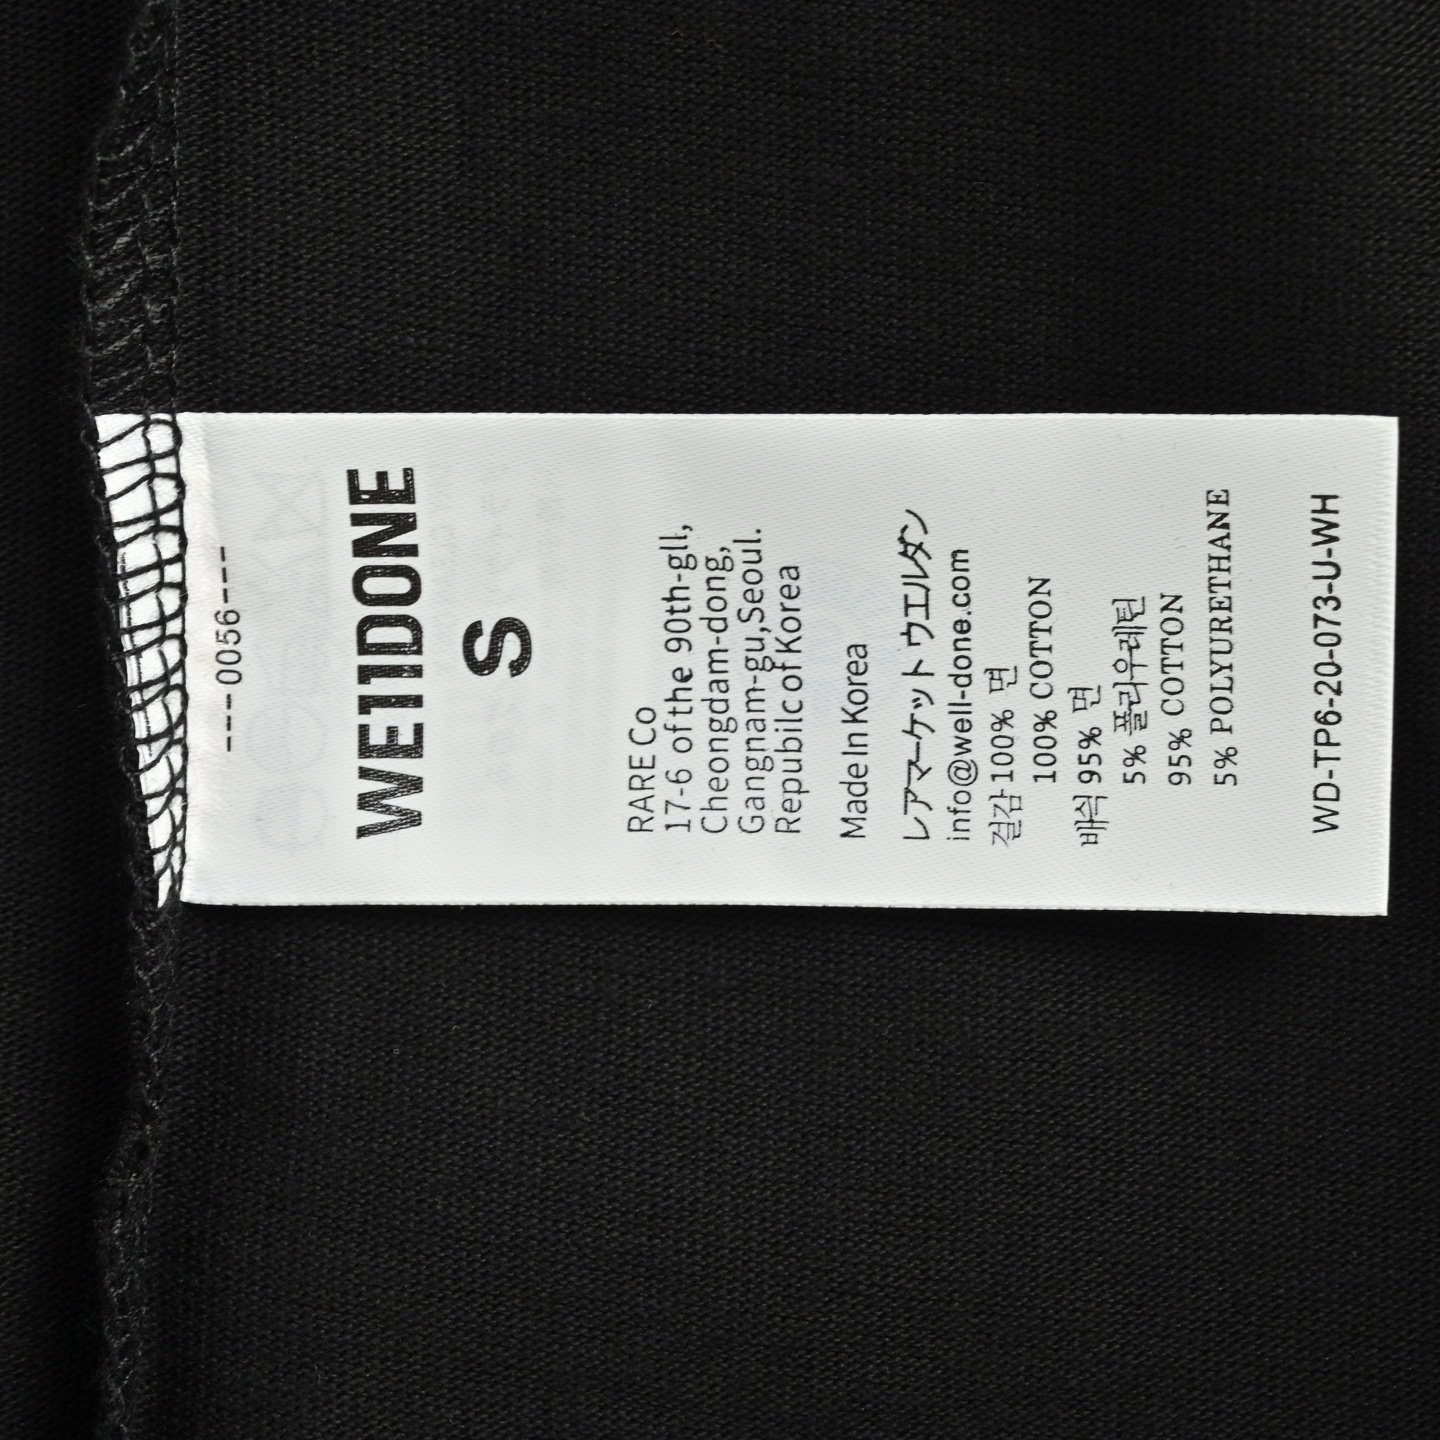 ---0056---
WE11DONE
S
RARE Co
17-6 of the 90th-gll,
Cheongdam-dong,
Gangnam-gu,Seoul.
Repubilc of Korea
Made In Korea
レアマーケット ウエルダン
info@well-done.com
걸감 100% 면
100% COTTON
배식 95% 면
5% 폴리우레탄
95% COTTON
5% POLYURETHANE
WD-TP6-20-073-U-WH